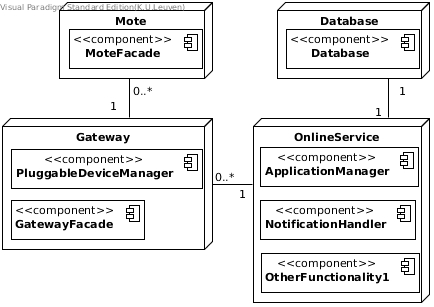 Visual Paradigm Standard Edition(K.U.Leuven)
Mote
<<component>>
MoteFacade
Database
<<component>>
Database
0..*
1
1
1
Gateway
<<component>>
PluggableDeviceManager
<<component>>
GatewayFacade
0..*
1
OnlineService
<<component>>
ApplicationManager
<<component>>
NotificationHandler
<<component>>
OtherFunctionality1